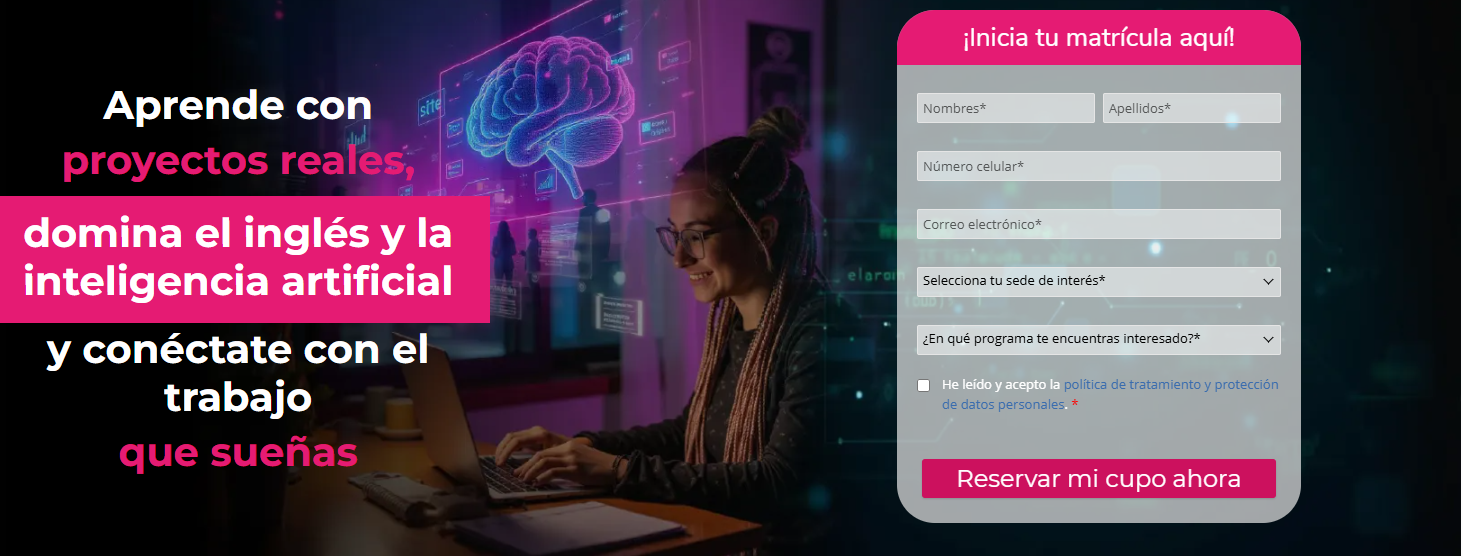 Aprende con
proyectos reales,
domina el inglés y la
inteligencia artificial
y conéctate con el
trabajo
que sueñas
site
¡Inicia tu matrícula aquí!
Nombres*
Apellidos*
Número celular*
Correo electrónico*
Selecciona tu sede de interés*
¿En qué programa te encuentras interesado?*
He leído y acepto la política de tratamiento y protección
de datos personales. *
Reservar mi cupo ahora